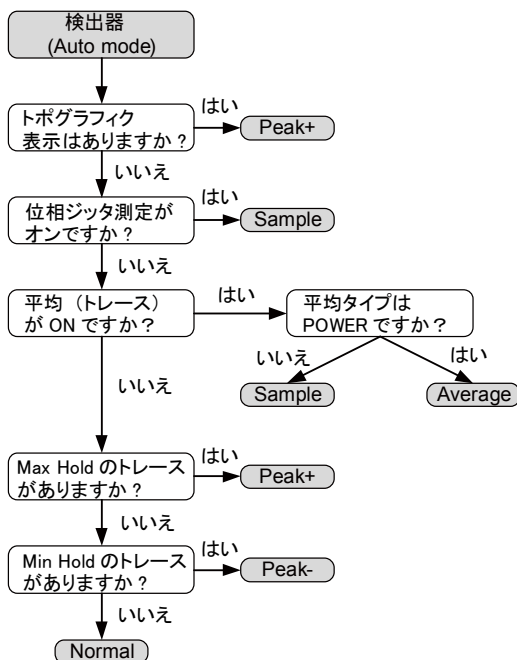 検出器
(Auto mode)
トポグラフィク
表示はありますか？
はい
Peak+
いいえ
位相ジッタ測定が
オンですか？
はい
Sample
いいえ
平均 （トレース）
が ON ですか？
はい
平均タイプは
POWER ですか？
いいえ
はい
Sample
Average
いいえ
Max Hold のトレース
がありますか？
はい
Peak+
いいえ
Min Hold のトレース
がありますか？
はい
Peak-
いいえ
Normal